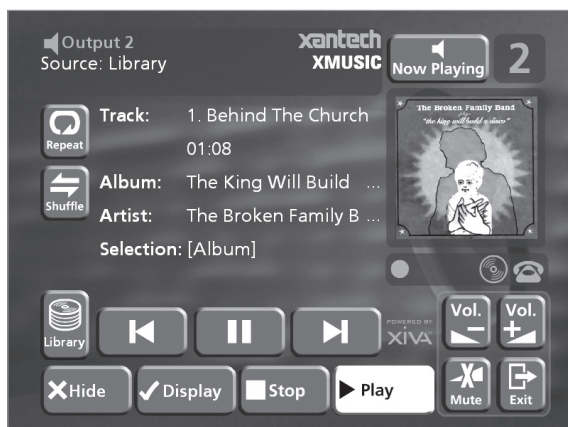 Output 2
Source: Library
xantech
XMUSIC
Now Playing
2
Repeat
Track: 1. Behind The Church
01:08
Shuffle
Album: The King Will Build ...
Artist: The Broken Family B ...
Selection: [Album]
The Broken Family Band
"the king will build a disco"
Library
POWERED BY
XIVA
Vol.
Vol.
Hide
Display
Stop
Play
Mute
Exit